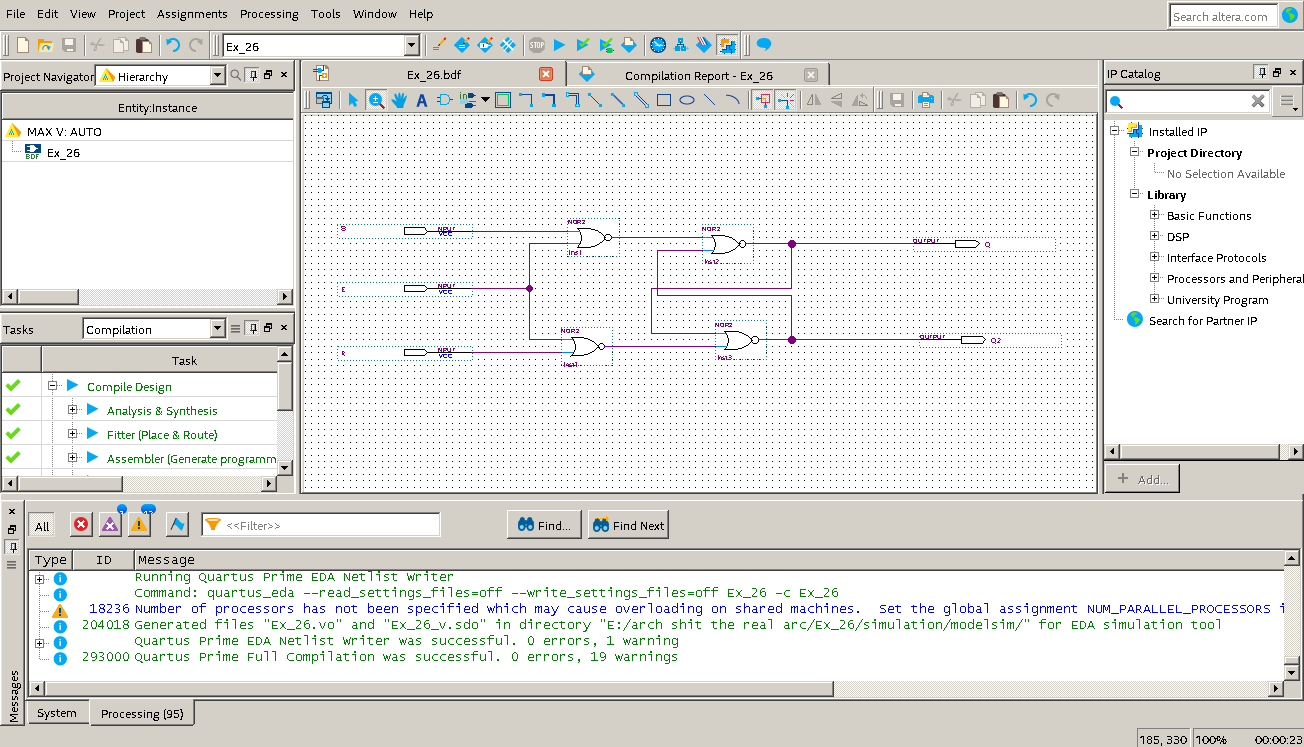 File Edit View Project Assignments Processing Tools Window Help
Search altera.com
Ex_26
STOP
Project Navigator Hierarchy
Entity:Instance
MAX V: AUTO
BDF Ex_26
Tasks Compilation
Task
Compile Design
Analysis & Synthesis
Fitter (Place & Route)
Assembler (Generate programm
Ex_26.bdf
Compilation Report - Ex_26
S INPUT VCC
E INPUT VCC
R INPUT VCC
NOR2
NOR2
inst2
NOR2
NOR2
inst3
OUTPUT Q
OUTPUT Q2
IP Catalog
Installed IP
Project Directory
No Selection Available
Library
Basic Functions
DSP
Interface Protocols
Processors and Peripheral
University Program
Search for Partner IP
+ Add...
All
<<Filter>>
Find...
Find Next
Type ID Message
Running Quartus Prime EDA Netlist Writer
Command: quartus_eda --read_settings_files=off --write_settings_files=off Ex_26 -c Ex_26
18236 Number of processors has not been specified which may cause overloading on shared machines.  Set the global assignment NUM_PARALLEL_PROCESSORS i
204018 Generated files "Ex_26.vo" and "Ex_26_v.sdo" in directory "E:/arch shit the real arc/Ex_26/simulation/modelsim/" for EDA simulation tool
Quartus Prime EDA Netlist Writer was successful. 0 errors, 1 warning
293000 Quartus Prime Full Compilation was successful. 0 errors, 19 warnings
Messages
System Processing (95)
185, 330 100% 00:00:23